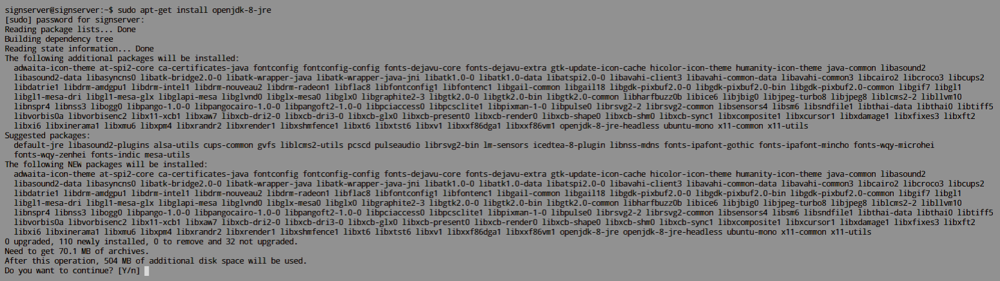 signserver@signserver:~$ sudo apt-get install openjdk-8-jre
[sudo] password for signserver:
Reading package lists... Done
Building dependency tree
Reading state information... Done
The following additional packages will be installed:
  adwaita-icon-theme at-spi2-core ca-certificates-java fontconfig fontconfig-config fonts-dejavu-core fonts-dejavu-extra gtk-update-icon-cache hicolor-icon-theme humanity-icon-theme java-common libasound2
  libasound2-data libasyncns0 libatk-bridge2.0-0 libatk-wrapper-java libatk-wrapper-java-jni libatk1.0-0 libatk1.0-data libatspi2.0-0 libavahi-client3 libavahi-common-data libavahi-common3 libcairo2 libcroco3 libcups2
  libdatrie1 libdrm-amdgpu1 libdrm-intel1 libdrm-nouveau2 libdrm-radeon1 libflac8 libfontconfig1 libfontenc1 libgail-common libgail18 libgdk-pixbuf2.0-0 libgdk-pixbuf2.0-bin libgdk-pixbuf2.0-common libgif7 libgl1
  libgl1-mesa-dri libgl1-mesa-glx libglapi-mesa libglvnd0 libglx-mesa0 libglx0 libgraphite2-3 libgtk2.0-0 libgtk2.0-bin libgtk2.0-common libharfbuzz0b libice6 libjbig0 libjpeg-turbo8 libjpeg8 liblcms2-2 libllvm10
  libnspr4 libnss3 libogg0 libpango-1.0-0 libpangocairo-1.0-0 libpangoft2-1.0-0 libpciaccess0 libpcsclite1 libpixman-1-0 libpulse0 librsvg2-2 librsvg2-common libsensors4 libsm6 libsndfile1 libthai-data libthai0 libtiff5
  libvorbis0a libvorbisenc2 libx11-xcb1 libxaw7 libxcb-dri2-0 libxcb-dri3-0 libxcb-glx0 libxcb-present0 libxcb-render0 libxcb-shape0 libxcb-shm0 libxcb-sync1 libxcomposite1 libxcursor1 libxdamage1 libxfixes3 libxft2
  libxi6 libxinerama1 libxmu6 libxpm4 libxrandr2 libxrender1 libxshmfence1 libxt6 libxtst6 libxv1 libxxf86dga1 libxxf86vm1 openjdk-8-jre-headless ubuntu-mono x11-common x11-utils
Suggested packages:
  default-jre libasound2-plugins alsa-utils cups-common gvfs liblcms2-utils pcscd pulseaudio librsvg2-bin lm-sensors icedtea-8-plugin libnss-mdns fonts-ipafont-gothic fonts-ipafont-mincho fonts-wqy-microhei
  fonts-wqy-zenhei fonts-indic mesa-utils
The following NEW packages will be installed:
  adwaita-icon-theme at-spi2-core ca-certificates-java fontconfig fontconfig-config fonts-dejavu-core fonts-dejavu-extra gtk-update-icon-cache hicolor-icon-theme humanity-icon-theme java-common libasound2
  libasound2-data libasyncns0 libatk-bridge2.0-0 libatk-wrapper-java libatk-wrapper-java-jni libatk1.0-0 libatk1.0-data libatspi2.0-0 libavahi-client3 libavahi-common-data libavahi-common3 libcairo2 libcroco3 libcups2
  libdatrie1 libdrm-amdgpu1 libdrm-intel1 libdrm-nouveau2 libdrm-radeon1 libflac8 libfontconfig1 libfontenc1 libgail-common libgail18 libgdk-pixbuf2.0-0 libgdk-pixbuf2.0-bin libgdk-pixbuf2.0-common libgif7 libgl1
  libgl1-mesa-dri libgl1-mesa-glx libglapi-mesa libglvnd0 libglx-mesa0 libglx0 libgraphite2-3 libgtk2.0-0 libgtk2.0-bin libgtk2.0-common libharfbuzz0b libice6 libjbig0 libjpeg-turbo8 libjpeg8 liblcms2-2 libllvm10
  libnspr4 libnss3 libogg0 libpango-1.0-0 libpangocairo-1.0-0 libpangoft2-1.0-0 libpciaccess0 libpcsclite1 libpixman-1-0 libpulse0 librsvg2-2 librsvg2-common libsensors4 libsm6 libsndfile1 libthai-data libthai0 libtiff5
  libvorbis0a libvorbisenc2 libx11-xcb1 libxaw7 libxcb-dri2-0 libxcb-dri3-0 libxcb-glx0 libxcb-present0 libxcb-render0 libxcb-shape0 libxcb-shm0 libxcb-sync1 libxcomposite1 libxcursor1 libxdamage1 libxfixes3 libxft2
  libxi6 libxinerama1 libxmu6 libxpm4 libxrandr2 libxrender1 libxshmfence1 libxt6 libxtst6 libxv1 libxxf86dga1 libxxf86vm1 openjdk-8-jre openjdk-8-jre-headless ubuntu-mono x11-common x11-utils
0 upgraded, 110 newly installed, 0 to remove and 32 not upgraded.
Need to get 70.1 MB of archives.
After this operation, 504 MB of additional disk space will be used.
Do you want to continue? [Y/n]